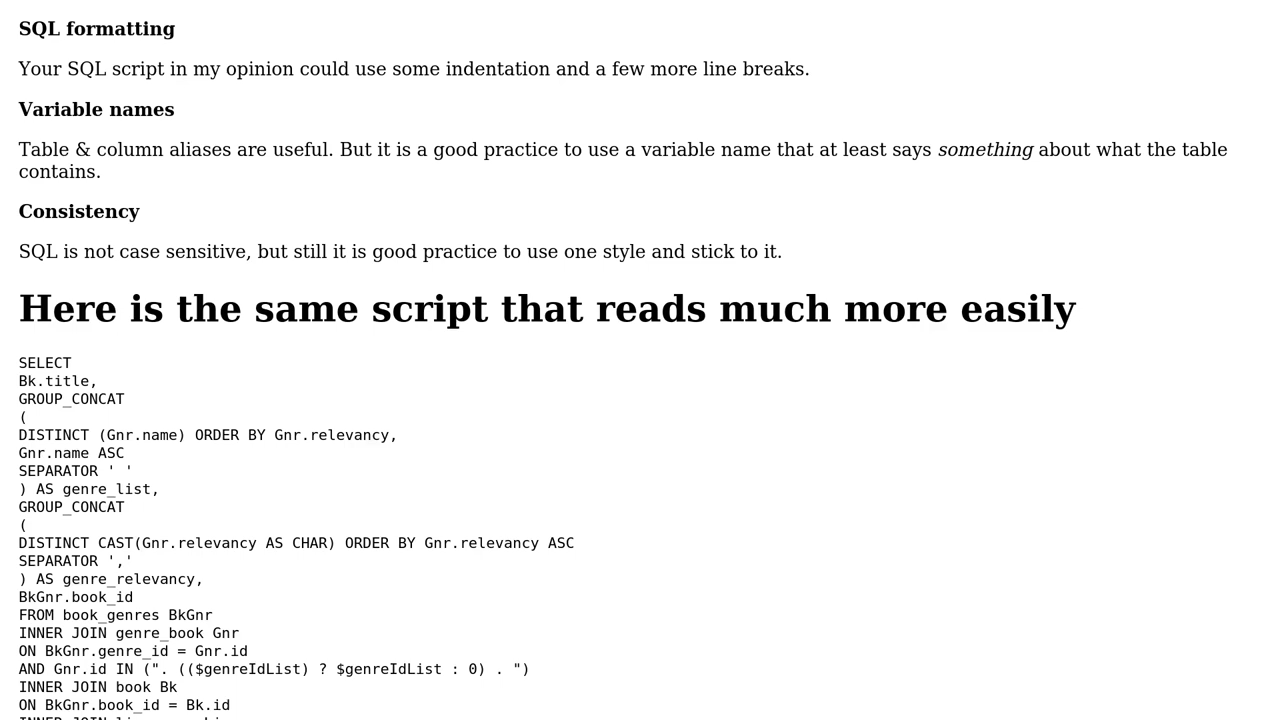 SQL formatting
Your SQL script in my opinion could use some indentation and a few more line breaks.
Variable names
Table & column aliases are useful. But it is a good practice to use a variable name that at least says something about what the table
contains.
Consistency
SQL is not case sensitive, but still it is good practice to use one style and stick to it.
Here is the same script that reads much more easily
SELECT
Bk.title,
GROUP_CONCAT
(
DISTINCT (Gnr.name) ORDER BY Gnr.relevancy,
Gnr.name ASC
SEPARATOR ' '
) AS genre_list,
GROUP_CONCAT
(
DISTINCT CAST(Gnr.relevancy AS CHAR) ORDER BY Gnr.relevancy ASC
SEPARATOR ','
) AS genre_relevancy,
BkGnr.book_id
FROM book_genres BkGnr
INNER JOIN genre_book Gnr
ON BkGnr.genre_id = Gnr.id
AND Gnr.id IN (". (($genreIdList) ? $genreIdList : 0) . ")
INNER JOIN book Bk
ON BkGnr.book_id = Bk.id
INNER JOIN